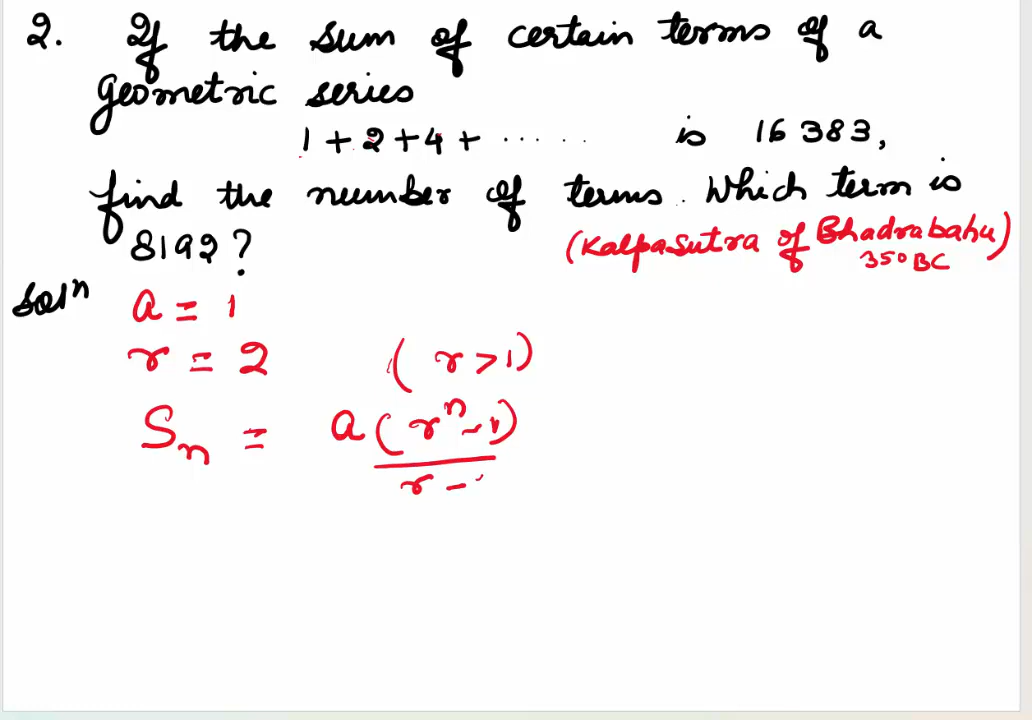 2. If the sum of certain terms of a
geometric series
1 + 2 + 4 + ...... is 16383,
find the number of terms. Which term is
8192? (Kalpasutra of Bhadrabahu)
350 BC
Solⁿ a = 1
r = 2 (r > 1)
Sₙ = a(rⁿ - 1)
r -